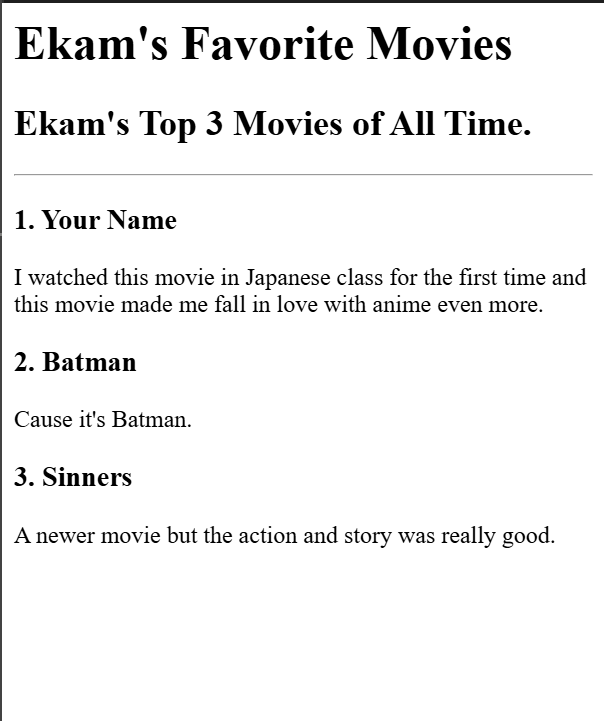 Ekam's Favorite Movies
Ekam's Top 3 Movies of All Time.
1. Your Name
I watched this movie in Japanese class for the first time and
this movie made me fall in love with anime even more.
2. Batman
Cause it's Batman.
3. Sinners
A newer movie but the action and story was really good.